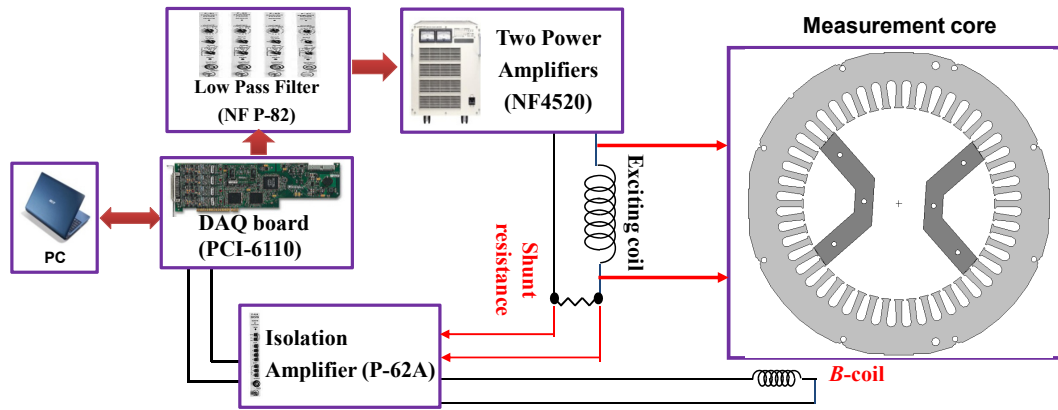 Measurement core
Two Power
Amplifiers
(NF4520)
Low Pass Filter
(NF P-82)
DAQ board
(PCI-6110)
PC
Exciting coil
Shunt
resistance
Isolation
Amplifier (P-62A)
B-coil